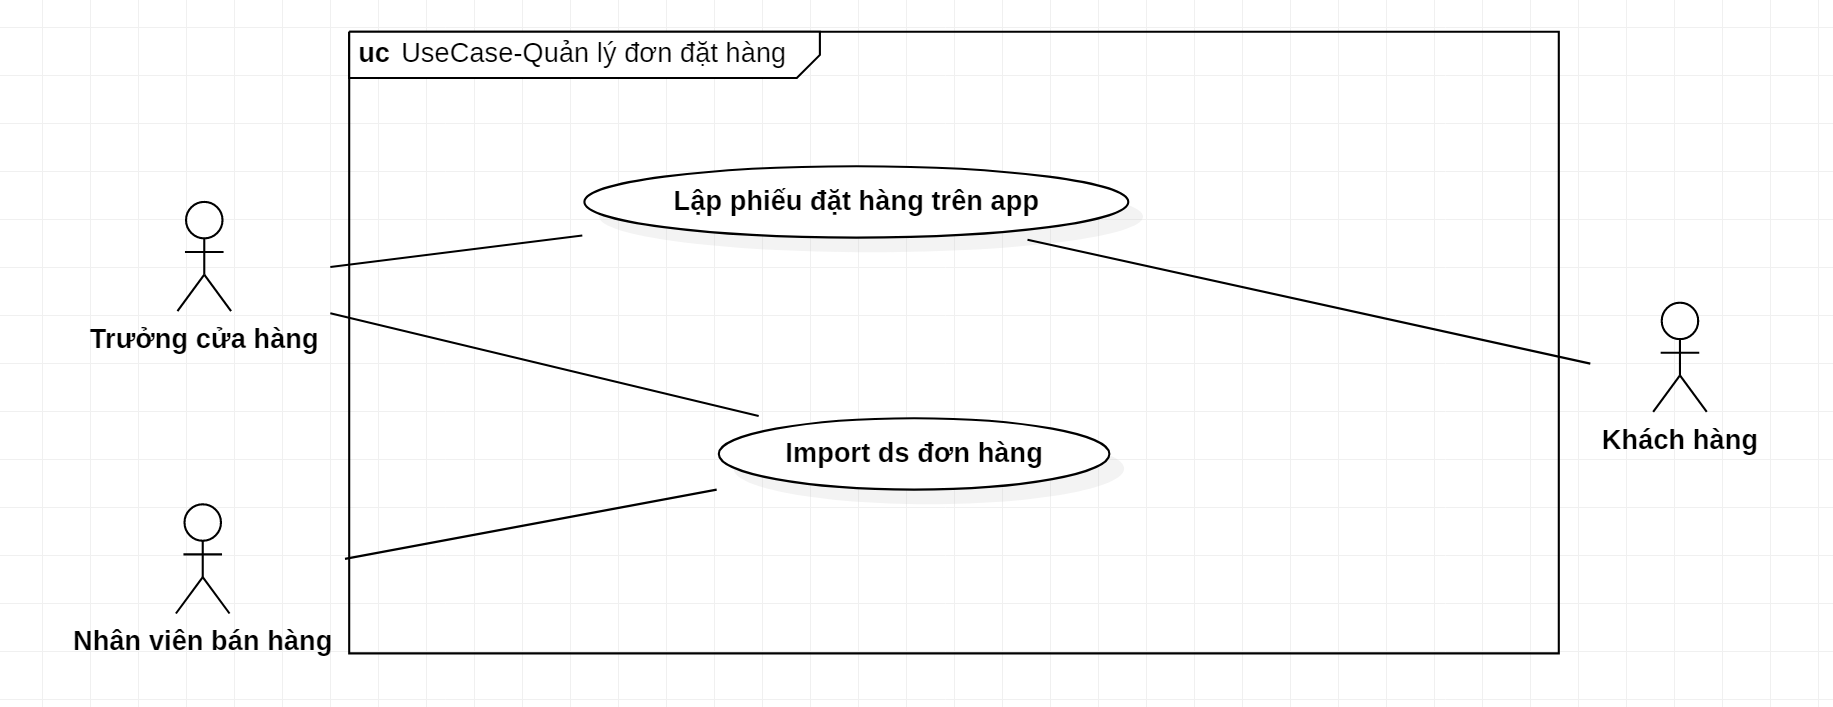 uc UseCase-Quản lý đơn đặt hàng
Lập phiếu đặt hàng trên app
Trưởng cửa hàng
Khách hàng
Import ds đơn hàng
Nhân viên bán hàng